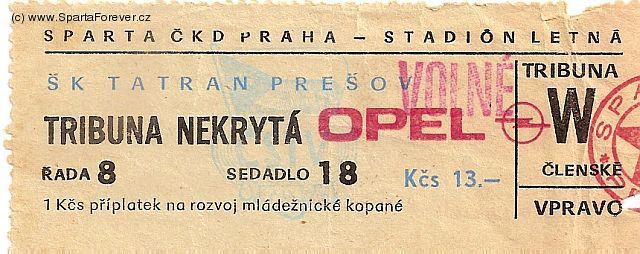 (c) www.SpartaForever.cz
SPARTA ČKD PRAHA – STADIÓN LETNÁ
ŠK TATRAN PREŠOV
VOLNÉ
TRIBUNA NEKRYTÁ
OPEL
ŘADA 8 SEDADLO 18 Kčs 13.–
1 Kčs příplatek na rozvoj mládežnické kopané
TRIBUNA
W
ČLENSKÉ
VPRAVO
SPA